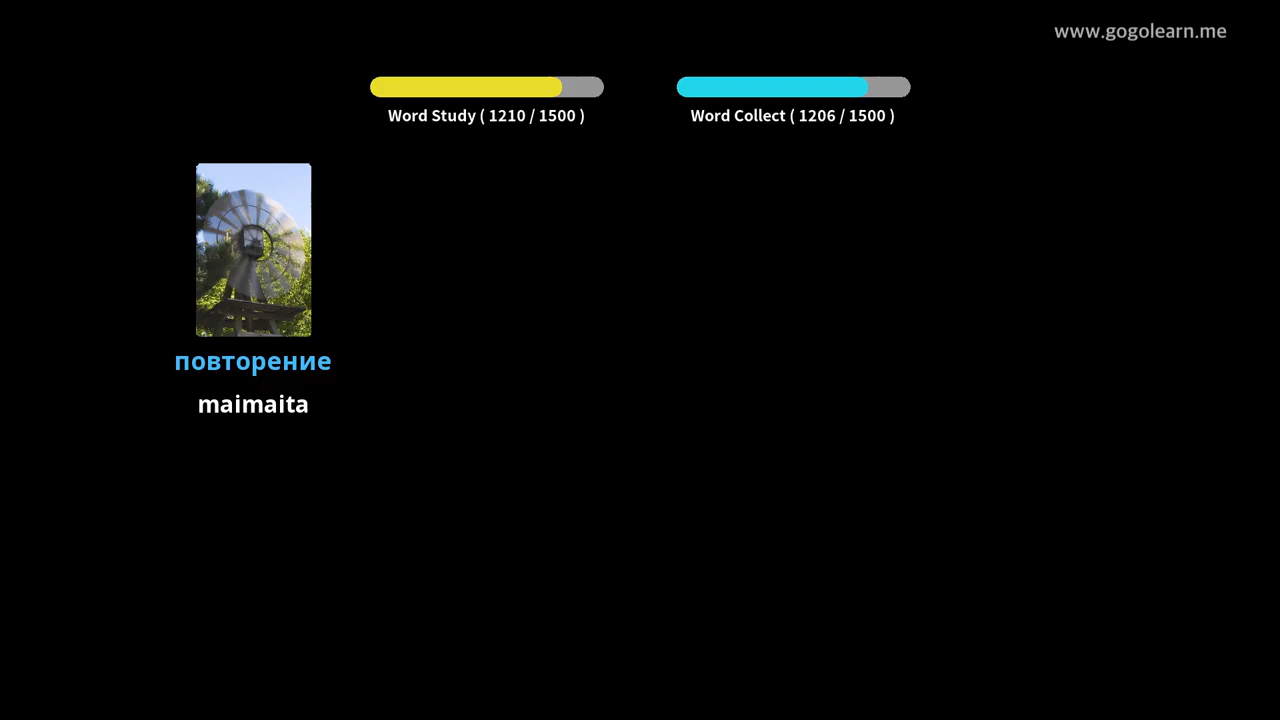 www.gogolearn.me
Word Study ( 1210 / 1500 )
Word Collect ( 1206 / 1500 )
повторение
maimaita